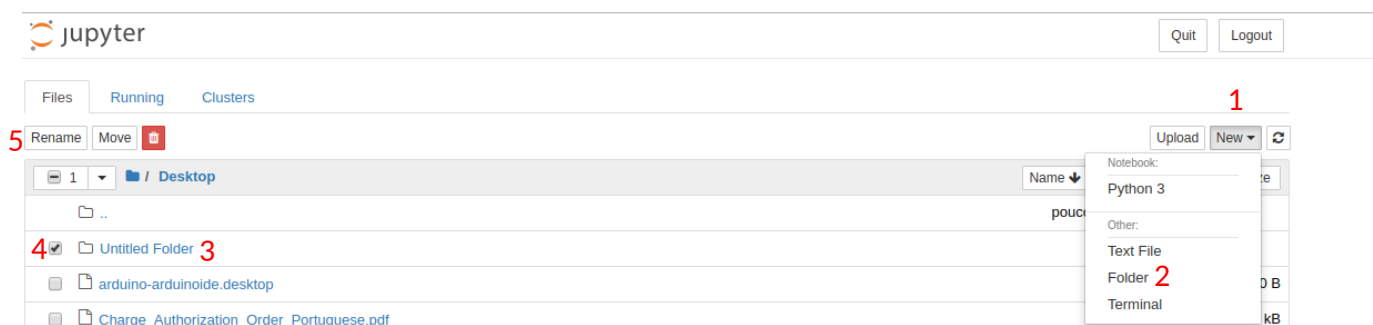 jupyter
Quit Logout
Files Running Clusters
1
5 Rename Move Upload New
1 / Desktop Name
Notebook:
Python 3
..
Other:
4 Untitled Folder 3
Text File
arduino-arduinoide.desktop
Folder 2
0 B
Terminal
Charge_Authorization_Order_Portuguese.pdf kB